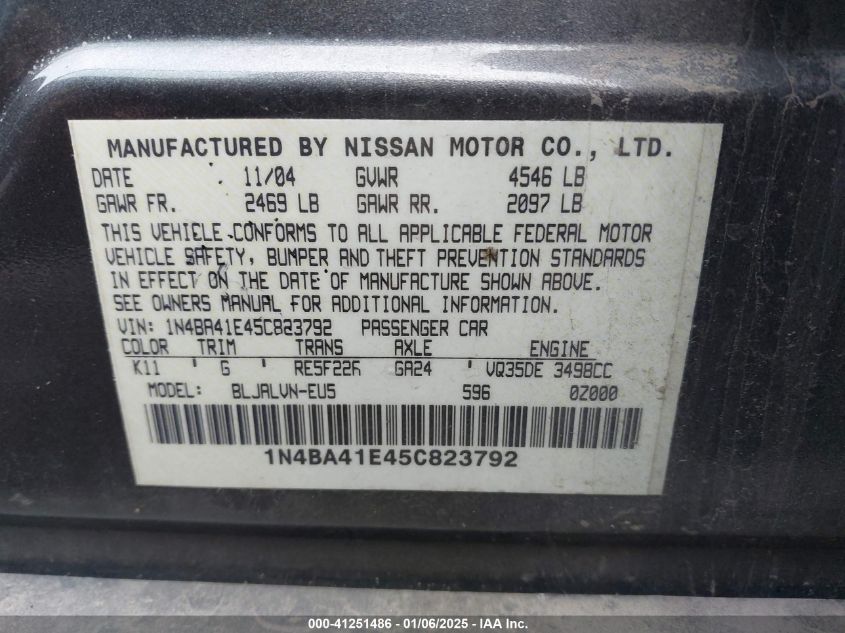 MANUFACTURED BY NISSAN MOTOR CO., LTD.
DATE 11/04 GVWR 4546 LB
GAWR FR. 2469 LB GAWR RR. 2097 LB
THIS VEHICLE CONFORMS TO ALL APPLICABLE FEDERAL MOTOR
VEHICLE SAFETY, BUMPER AND THEFT PREVENTION STANDARDS
IN EFFECT ON THE DATE OF MANUFACTURE SHOWN ABOVE.
SEE OWNERS MANUAL FOR ADDITIONAL INFORMATION.
VIN: 1N4BA41E45C823792 PASSENGER CAR
COLOR TRIM TRANS AXLE ENGINE
K11 G RE5F22A GA24 VQ35DE 3498CC
MODEL: BLJALVN-EU5 596 0Z000
1N4BA41E45C823792
000-41251486 - 01/06/2025 - IAA Inc.